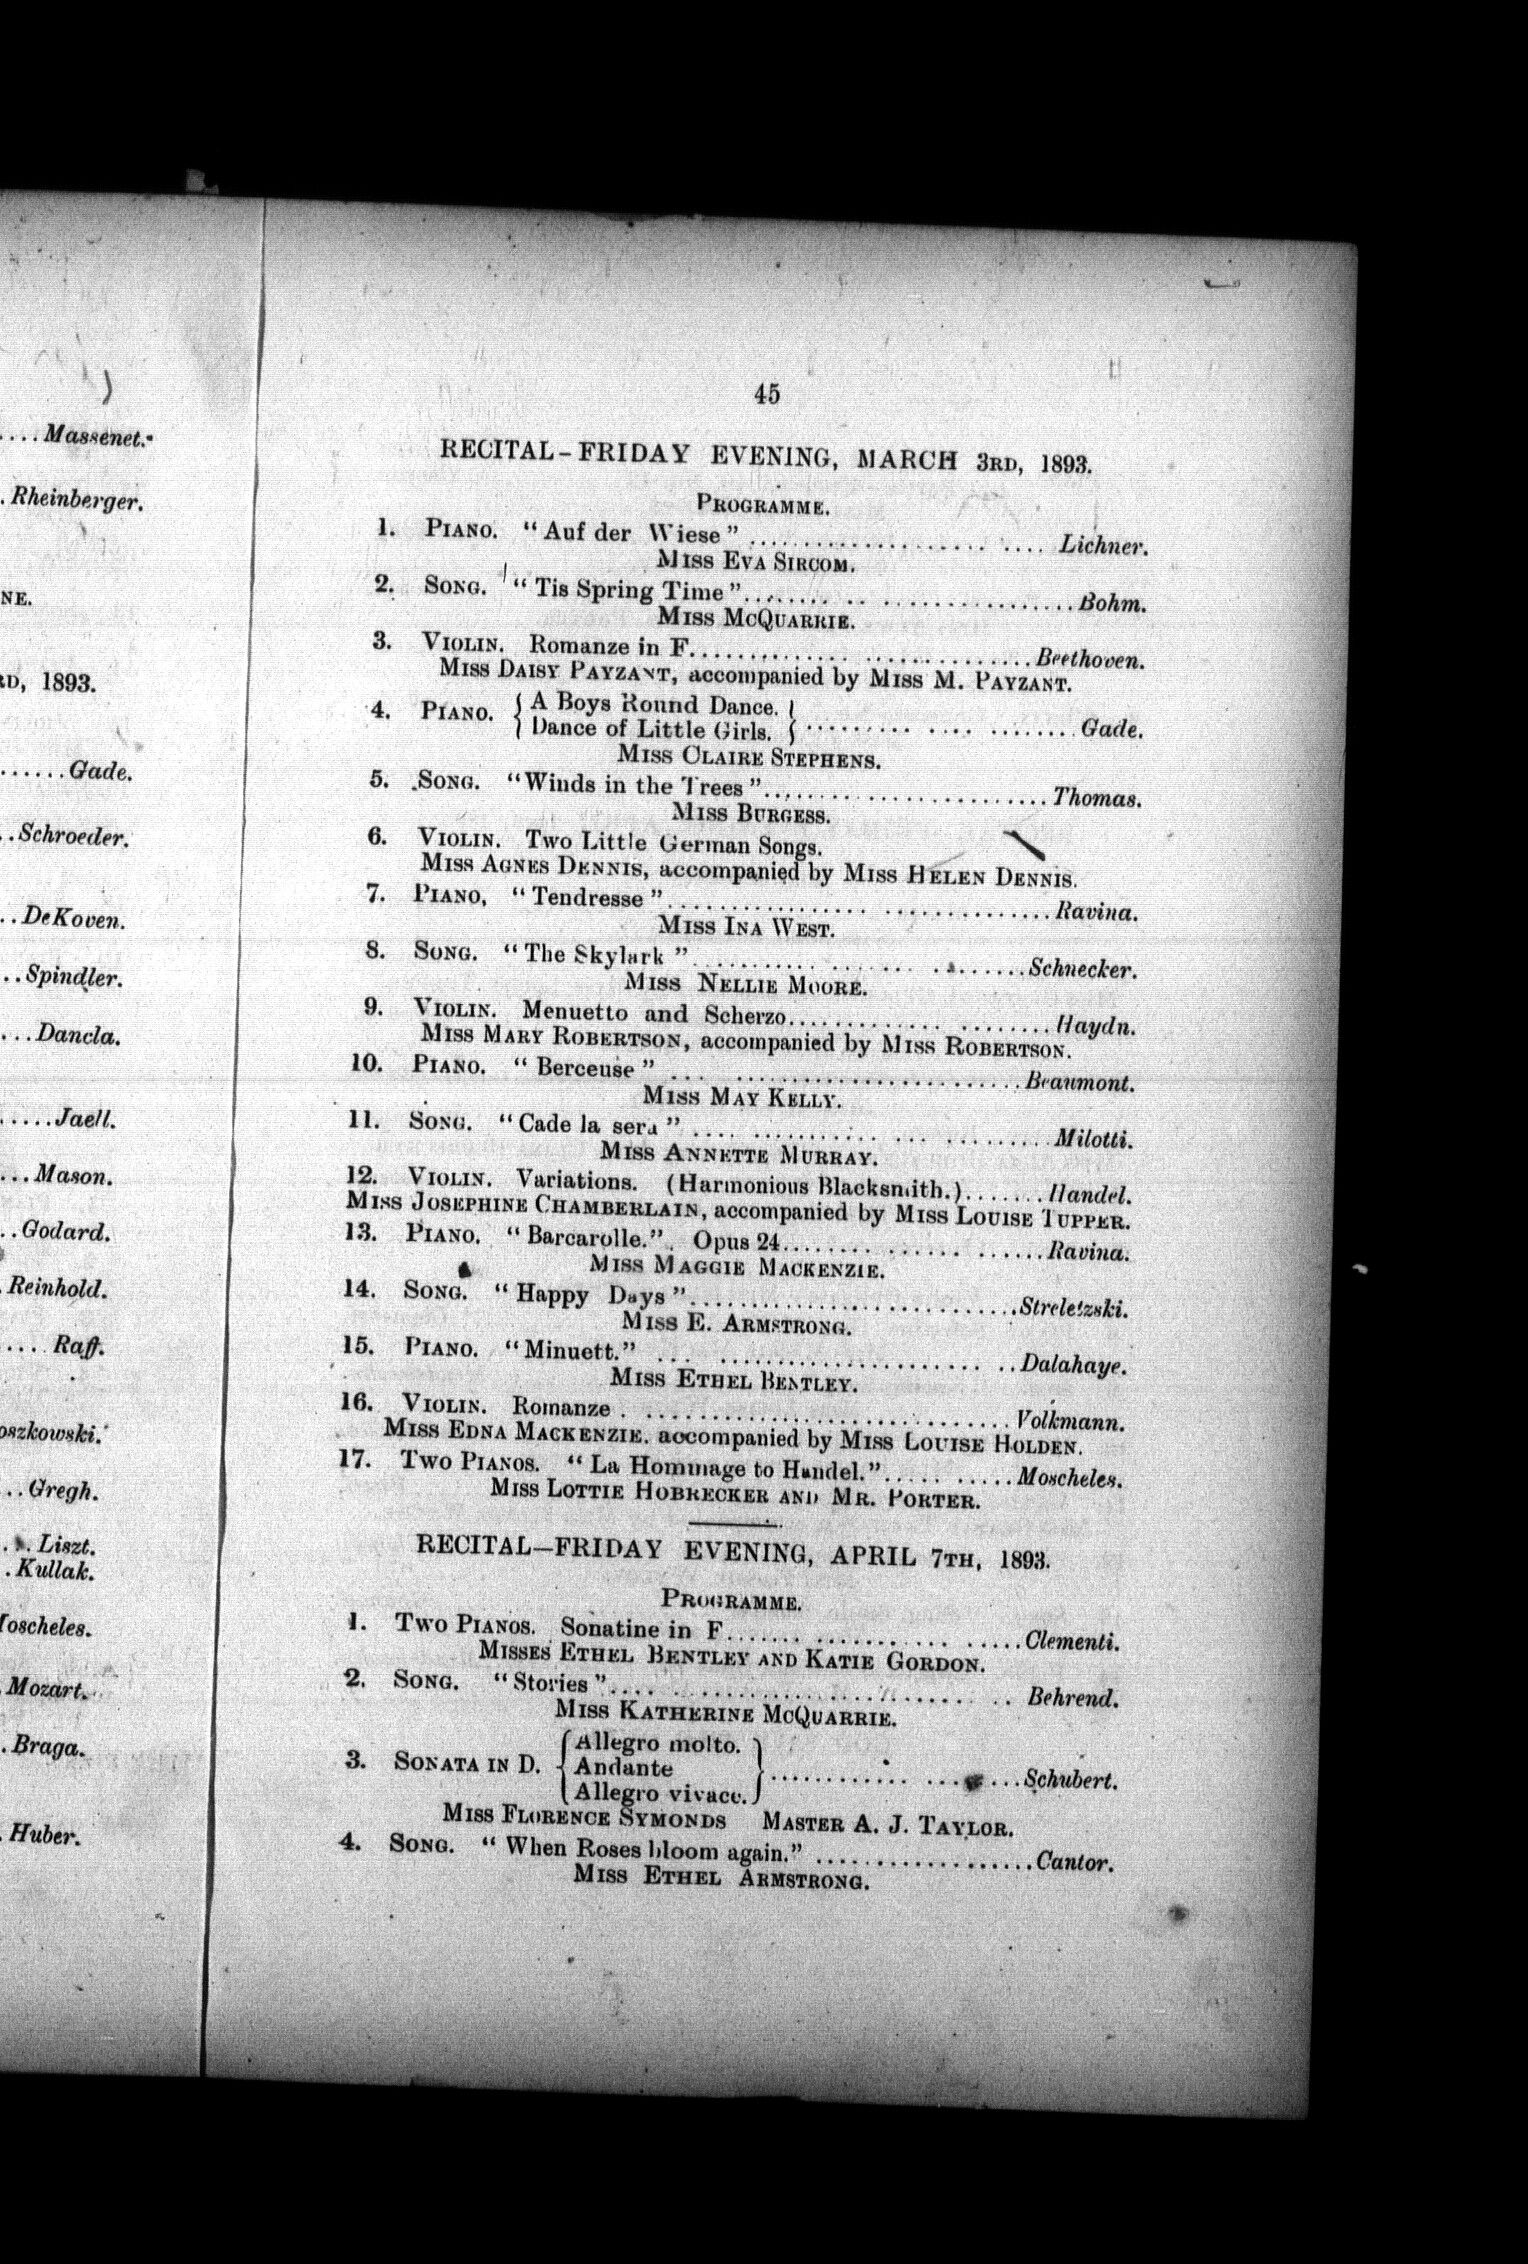 ....Massenet.
.Rheinberger.
NE.
RD, 1893.
......Gade.
..Schroeder.
..DeKoven.
..Spindler.
...Dancla.
.....Jaell.
...Mason.
..Godard.
.Reinhold.
....Raff.
oszkowski.
..Gregh.
...Liszt.
.Kullak.
oscheles.
.Mozart.
.Braga.
.Huber.
45
RECITAL–FRIDAY EVENING, MARCH 3RD, 1893.
PROGRAMME.
1. PIANO. “Auf der Wiese” ........................ Lichner.
MISS EVA SIRCOM.
2. SONG. “Tis Spring Time”..........................Bohm.
MISS MCQUARRIE.
3. VIOLIN. Romanze in F...........................Beethoven.
MISS DAISY PAYZANT, accompanied by MISS M. PAYZANT.
4. PIANO. { A Boys Round Dance. }
{ Dance of Little Girls. } ......................Gade.
MISS CLAIRE STEPHENS.
5. SONG. “Winds in the Trees”........................Thomas.
MISS BURGESS.
6. VIOLIN. Two Little German Songs.
MISS AGNES DENNIS, accompanied by MISS HELEN DENNIS.
7. PIANO, “Tendresse”..............................Ravina.
MISS INA WEST.
8. SONG. “The Skylark”..........................Schnecker.
MISS NELLIE MOORE.
9. VIOLIN. Menuetto and Scherzo.....................Haydn.
MISS MARY ROBERTSON, accompanied by MISS ROBERTSON.
10. PIANO. “Berceuse” ...........................Beaumont.
MISS MAY KELLY.
11. SONG. “Cade la sera” ..........................Milotti.
MISS ANNETTE MURRAY.
12. VIOLIN. Variations. (Harmonious Blacksmith.).......Handel.
MISS JOSEPHINE CHAMBERLAIN, accompanied by MISS LOUISE TUPPER.
13. PIANO. “Barcarolle.” Opus 24.....................Ravina.
MISS MAGGIE MACKENZIE.
14. SONG. “Happy Days”...........................Streletzski.
MISS E. ARMSTRONG.
15. PIANO. “Minuett.” ..........................Dalahaye.
MISS ETHEL BENTLEY.
16. VIOLIN. Romanze ............................Volkmann.
MISS EDNA MACKENZIE. accompanied by MISS LOUISE HOLDEN.
17. TWO PIANOS. “La Hommage to Handel.”..........Moscheles.
MISS LOTTIE HOBRECKER AND MR. PORTER.
RECITAL—FRIDAY EVENING, APRIL 7TH, 1893.
PROGRAMME.
1. TWO PIANOS. Sonatine in F.......................Clementi.
MISSES ETHEL BENTLEY AND KATIE GORDON.
2. SONG. “Stories”................................ Behrend.
MISS KATHERINE MCQUARRIE.
{ Allegro molto. }
3. SONATA IN D. { Andante } ....................Schubert.
{ Allegro vivace. }
MISS FLORENCE SYMONDS MASTER A. J. TAYLOR.
4. SONG. “When Roses bloom again.” ..................Cantor.
MISS ETHEL ARMSTRONG.